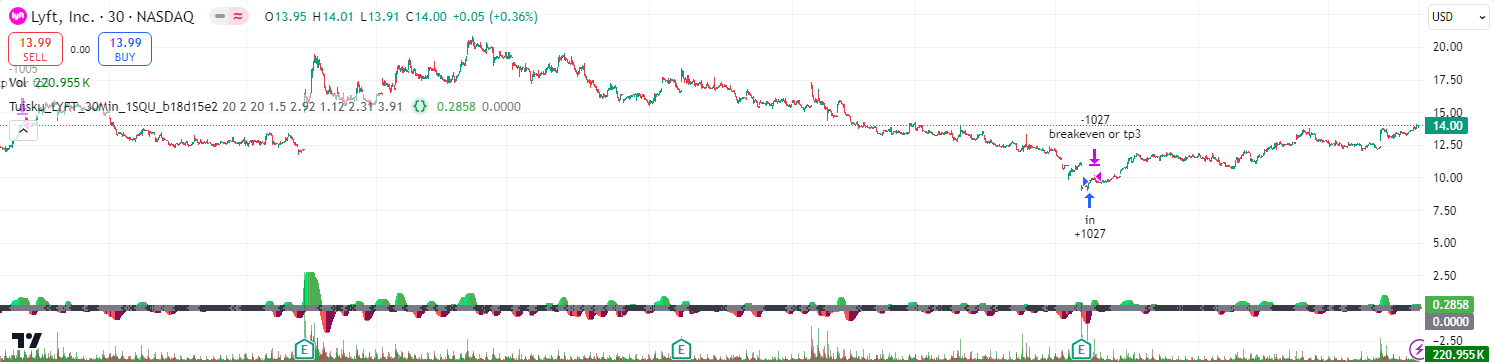 Lyft, Inc. · 30 · NASDAQ O13.95 H14.01 L13.91 C14.00 +0.05 (+0.36%)
USD
13.99 SELL
0.00
13.99 BUY
-1005
Vol 220.955 K
Tuisku_LYFT_30Min_1SQU_b18d15e2 20 2 20 1.5 2.92 1.12 2.31 3.91 {} 0.2858 0.0000
-1027
breakeven or tp3
in
+1027
20.00
17.50
15.00
14.00
12.50
10.00
7.50
5.00
2.50
0.2858
0.0000
-2.50
220.955 K
E
E
E